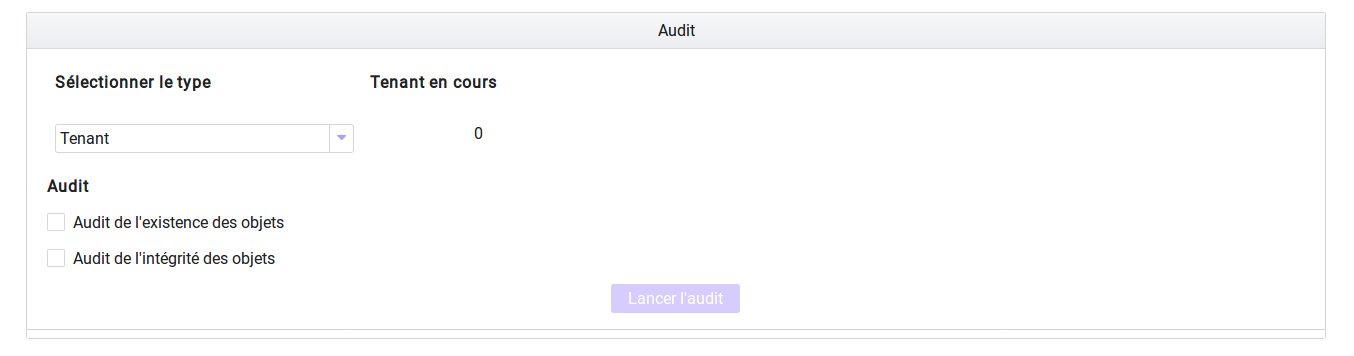 Audit
Sélectionner le type
Tenant en cours
Tenant
0
Audit
Audit de l'existence des objets
Audit de l'intégrité des objets
Lancer l'audit